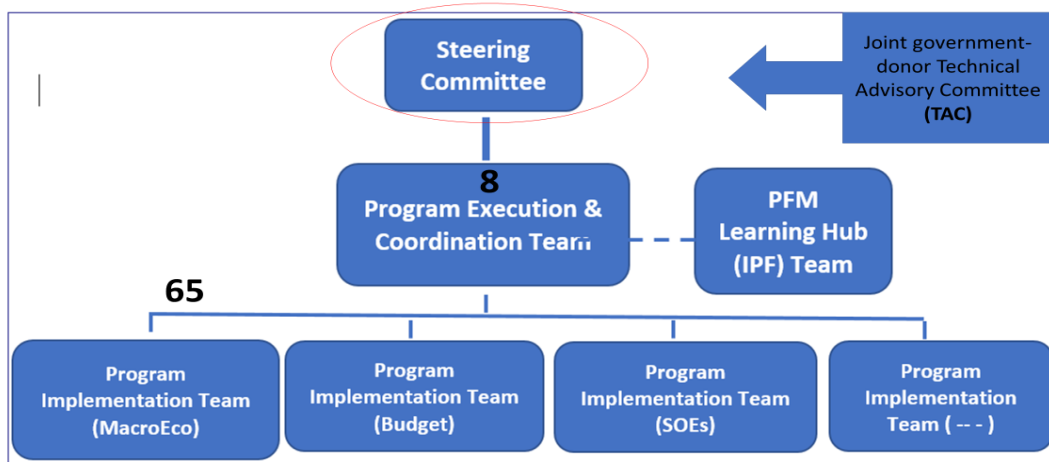 Steering
Committee
Joint government-
donor Technical
Advisory Committee
(TAC)
8
Program Execution &
Coordination Team
PFM
Learning Hub
(IPF) Team
65
Program
Implementation Team
(MacroEco)
Program
Implementation Team
(Budget)
Program
Implementation Team
(SOEs)
Program
Implementation
Team ( -- - )